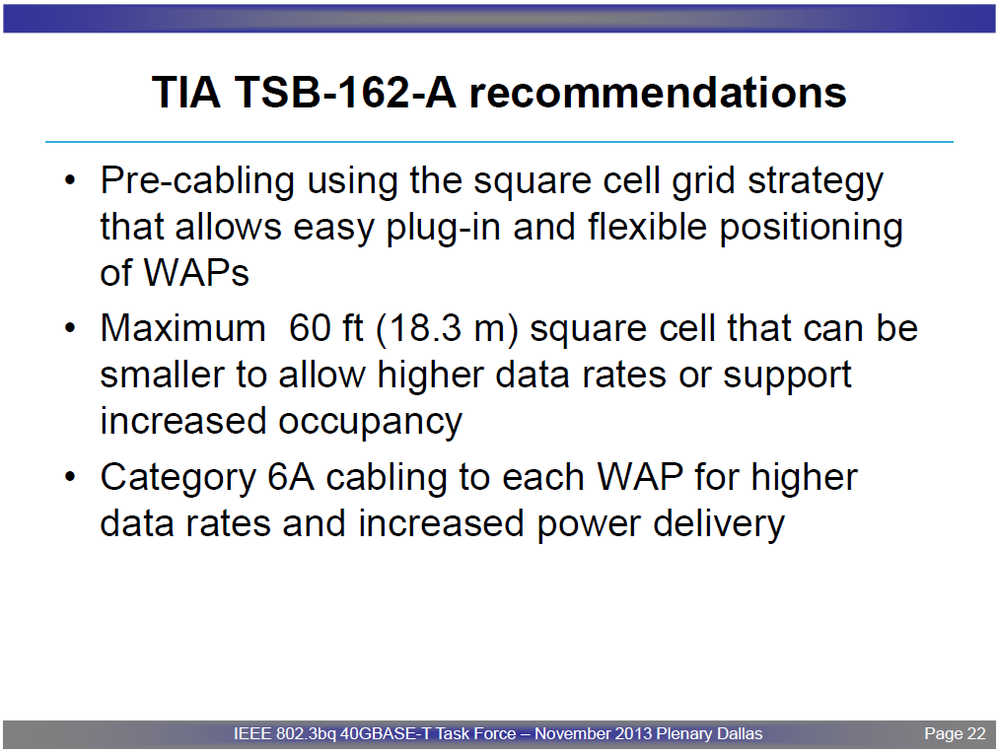 TIA TSB-162-A recommendations
• Pre-cabling using the square cell grid strategy
that allows easy plug-in and flexible positioning
of WAPs
• Maximum  60 ft (18.3 m) square cell that can be
smaller to allow higher data rates or support
increased occupancy
• Category 6A cabling to each WAP for higher
data rates and increased power delivery
IEEE 802.3bq 40GBASE-T Task Force – November 2013 Plenary Dallas
Page 22